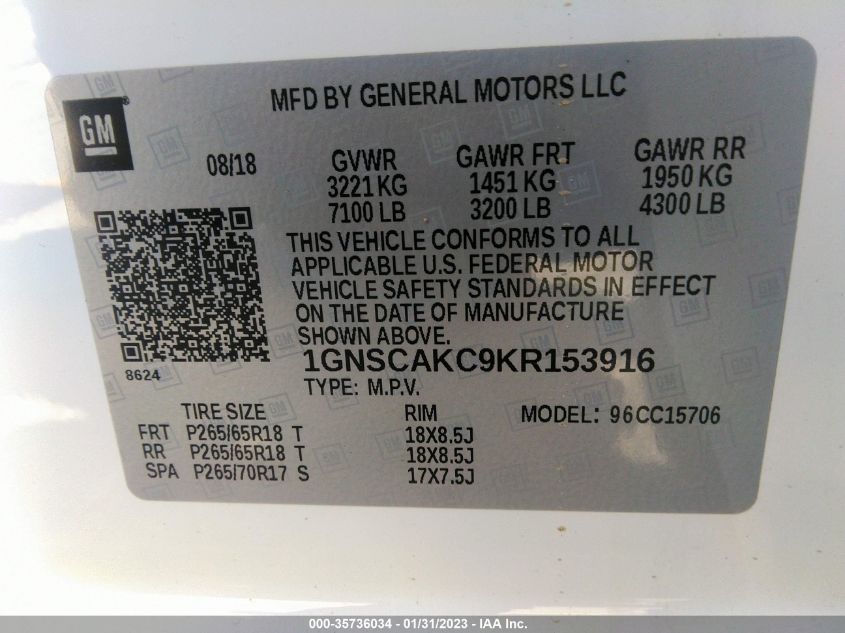 MFD BY GENERAL MOTORS LLC
GM®
08/18 GVWR GAWR FRT GAWR RR
3221 KG 1451 KG 1950 KG
7100 LB 3200 LB 4300 LB
THIS VEHICLE CONFORMS TO ALL
APPLICABLE U.S. FEDERAL MOTOR
VEHICLE SAFETY STANDARDS IN EFFECT
ON THE DATE OF MANUFACTURE
SHOWN ABOVE.
8624 1GNSCAKC9KR153916
TYPE: M.P.V.
TIRE SIZE RIM MODEL: 96CC15706
FRT P265/65R18 T 18X8.5J
RR P265/65R18 T 18X8.5J
SPA P265/70R17 S 17X7.5J
000-35736034 / 01/31/2023 - IAA Inc.